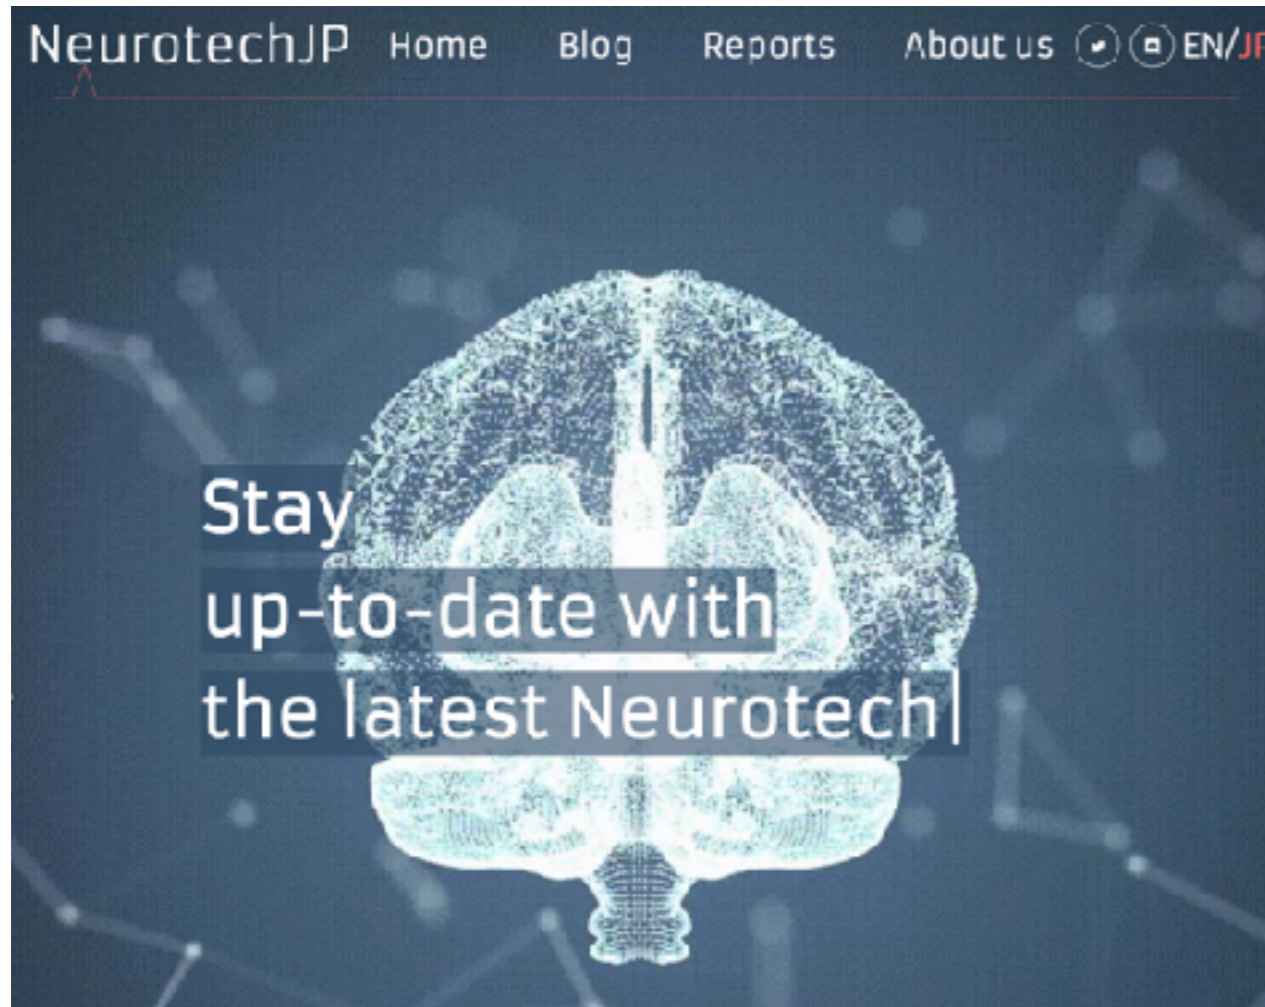 NeurotechJP Home Blog Reports About us EN/JP
Stay
up-to-date with
the latest Neurotech|